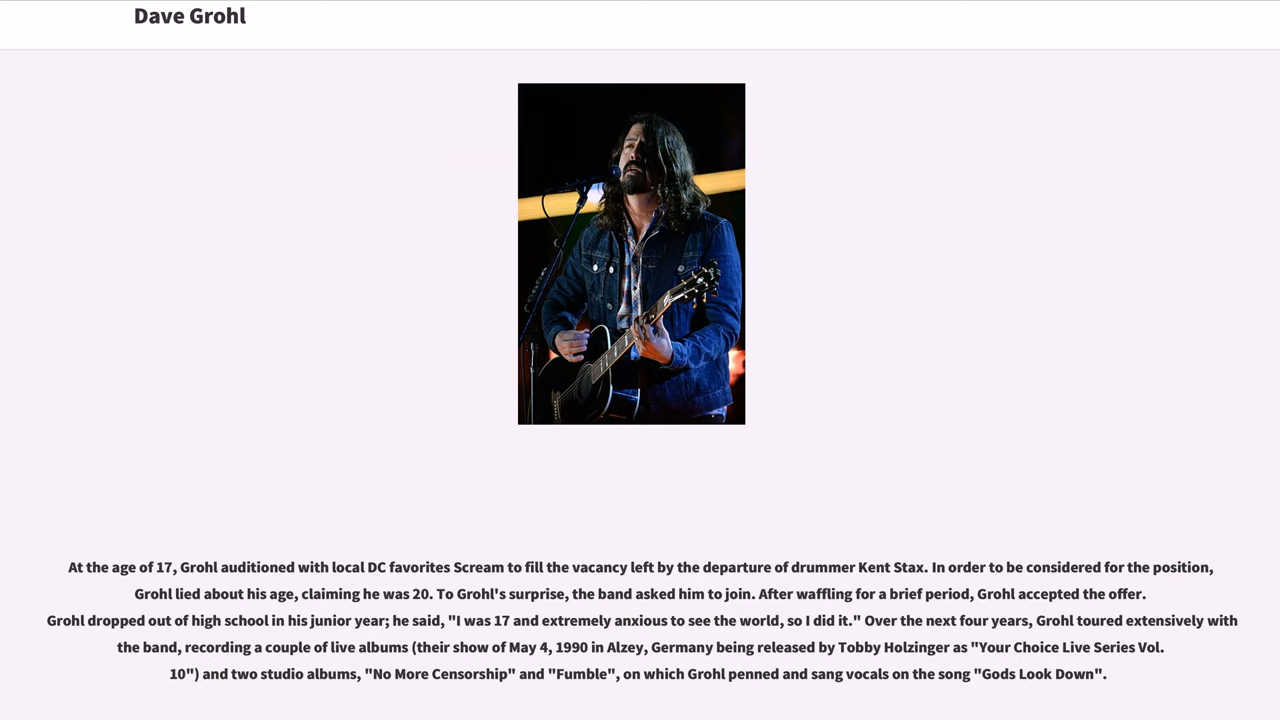 Dave Grohl
At the age of 17, Grohl auditioned with local DC favorites Scream to fill the vacancy left by the departure of drummer Kent Stax. In order to be considered for the position,
Grohl lied about his age, claiming he was 20. To Grohl's surprise, the band asked him to join. After waffling for a brief period, Grohl accepted the offer.
Grohl dropped out of high school in his junior year; he said, "I was 17 and extremely anxious to see the world, so I did it." Over the next four years, Grohl toured extensively with
the band, recording a couple of live albums (their show of May 4, 1990 in Alzey, Germany being released by Tobby Holzinger as "Your Choice Live Series Vol.
10") and two studio albums, "No More Censorship" and "Fumble", on which Grohl penned and sang vocals on the song "Gods Look Down".